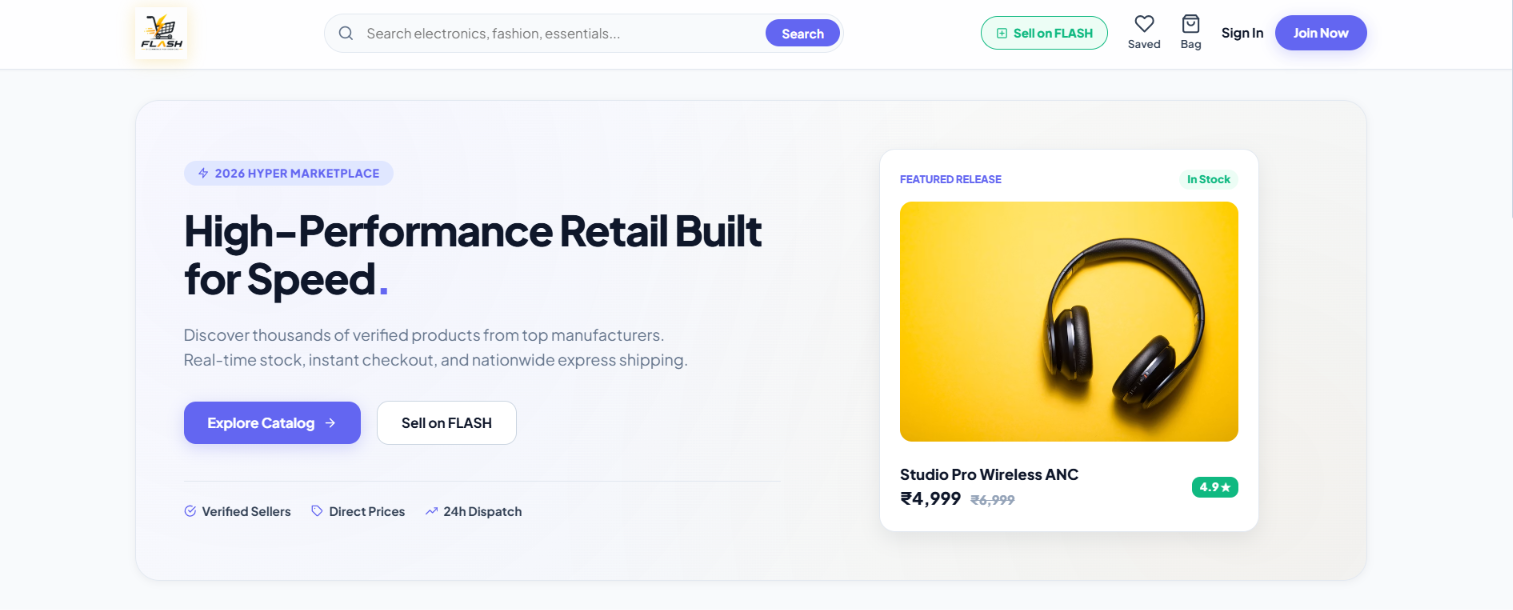 FLASH
Search electronics, fashion, essentials...
Search
Sell on FLASH
Saved
Bag
Sign In
Join Now
2026 HYPER MARKETPLACE
High-Performance Retail Built
for Speed.
Discover thousands of verified products from top manufacturers.
Real-time stock, instant checkout, and nationwide express shipping.
Explore Catalog →
Sell on FLASH
Verified Sellers
Direct Prices
24h Dispatch
FEATURED RELEASE
In Stock
Studio Pro Wireless ANC
₹4,999 ₹6,999
4.9★